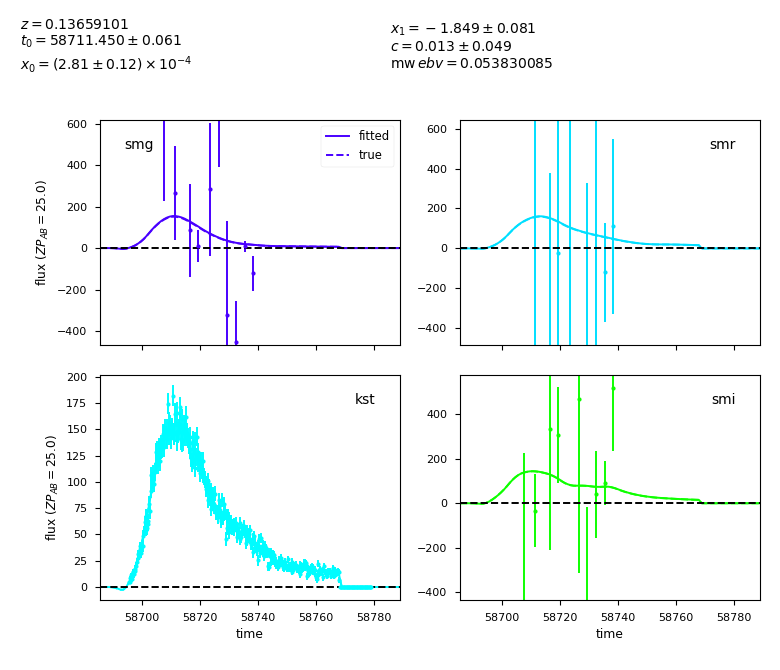 z = 0.13659101
t₀ = 58711.450 ± 0.061
x₀ = (2.81 ± 0.12) × 10⁻⁴
x₁ = −1.849 ± 0.081
c = 0.013 ± 0.049
mw ebv = 0.053830085
smg
fitted
true
600
400
200
0
−200
−400
flux (ZP_AB = 25.0)
smr
600
400
200
0
−200
−400
kst
200
175
150
125
100
75
50
25
0
flux (ZP_AB = 25.0)
58700 58720 58740 58760 58780
time
smi
400
200
0
−200
−400
58700 58720 58740 58760 58780
time